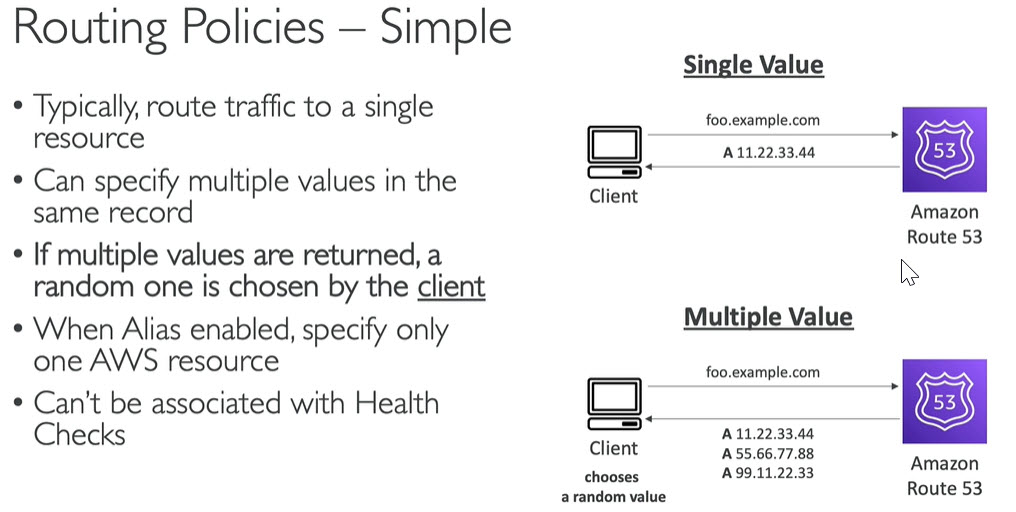 Routing Policies – Simple
• Typically, route traffic to a single
resource
• Can specify multiple values in the
same record
• If multiple values are returned, a
random one is chosen by the client
• When Alias enabled, specify only
one AWS resource
• Can't be associated with Health
Checks
Single Value
foo.example.com
A 11.22.33.44
53
Client
Amazon
Route 53
Multiple Value
foo.example.com
53
A 11.22.33.44
A 55.66.77.88
A 99.11.22.33
Client
chooses
a random value
Amazon
Route 53